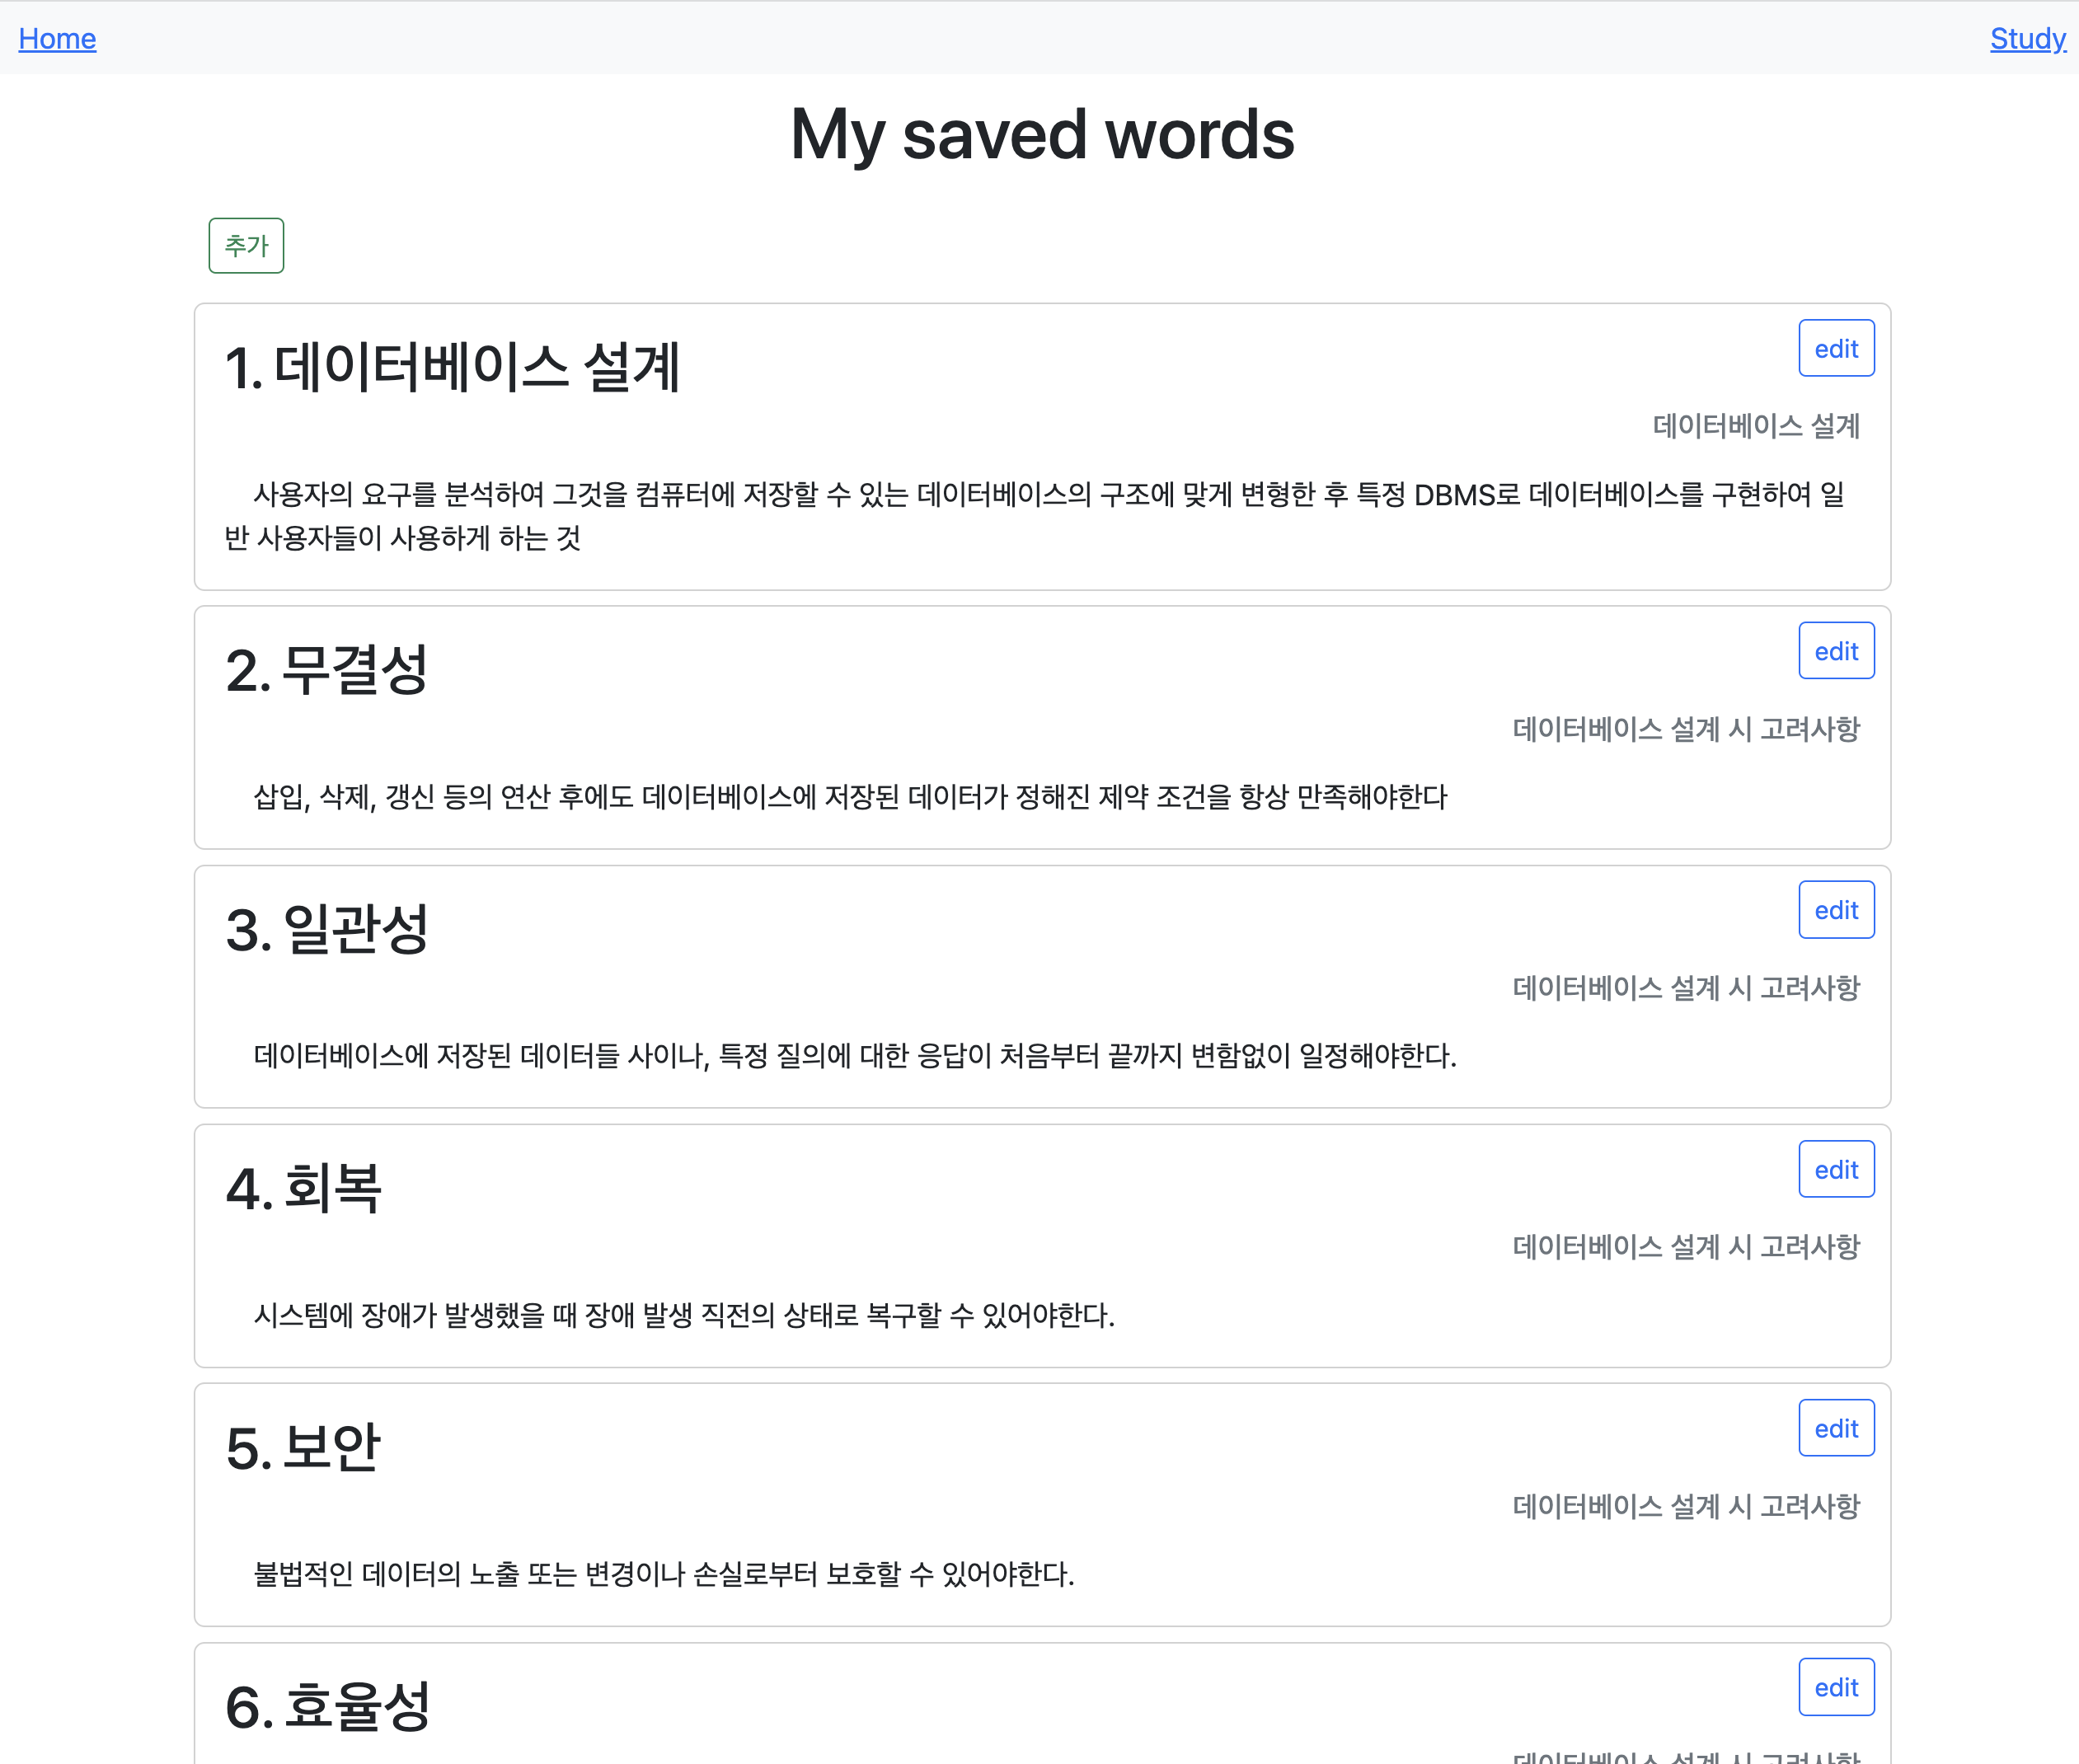 Home
Study
My saved words
추가
1. 데이터베이스 설계
edit
데이터베이스 설계
사용자의 요구를 분석하여 그것을 컴퓨터에 저장할 수 있는 데이터베이스의 구조에 맞게 변형한 후 특정 DBMS로 데이터베이스를 구현하여 일
반 사용자들이 사용하게 하는 것
2. 무결성
edit
데이터베이스 설계 시 고려사항
삽입, 삭제, 갱신 등의 연산 후에도 데이터베이스에 저장된 데이터가 정해진 제약 조건을 항상 만족해야한다
3. 일관성
edit
데이터베이스 설계 시 고려사항
데이터베이스에 저장된 데이터들 사이나, 특정 질의에 대한 응답이 처음부터 끝까지 변함없이 일정해야한다.
4. 회복
edit
데이터베이스 설계 시 고려사항
시스템에 장애가 발생했을 때 장애 발생 직전의 상태로 복구할 수 있어야한다.
5. 보안
edit
데이터베이스 설계 시 고려사항
불법적인 데이터의 노출 또는 변경이나 손실로부터 보호할 수 있어야한다.
6. 효율성
edit
데이터베이스 설계 시 고려사항